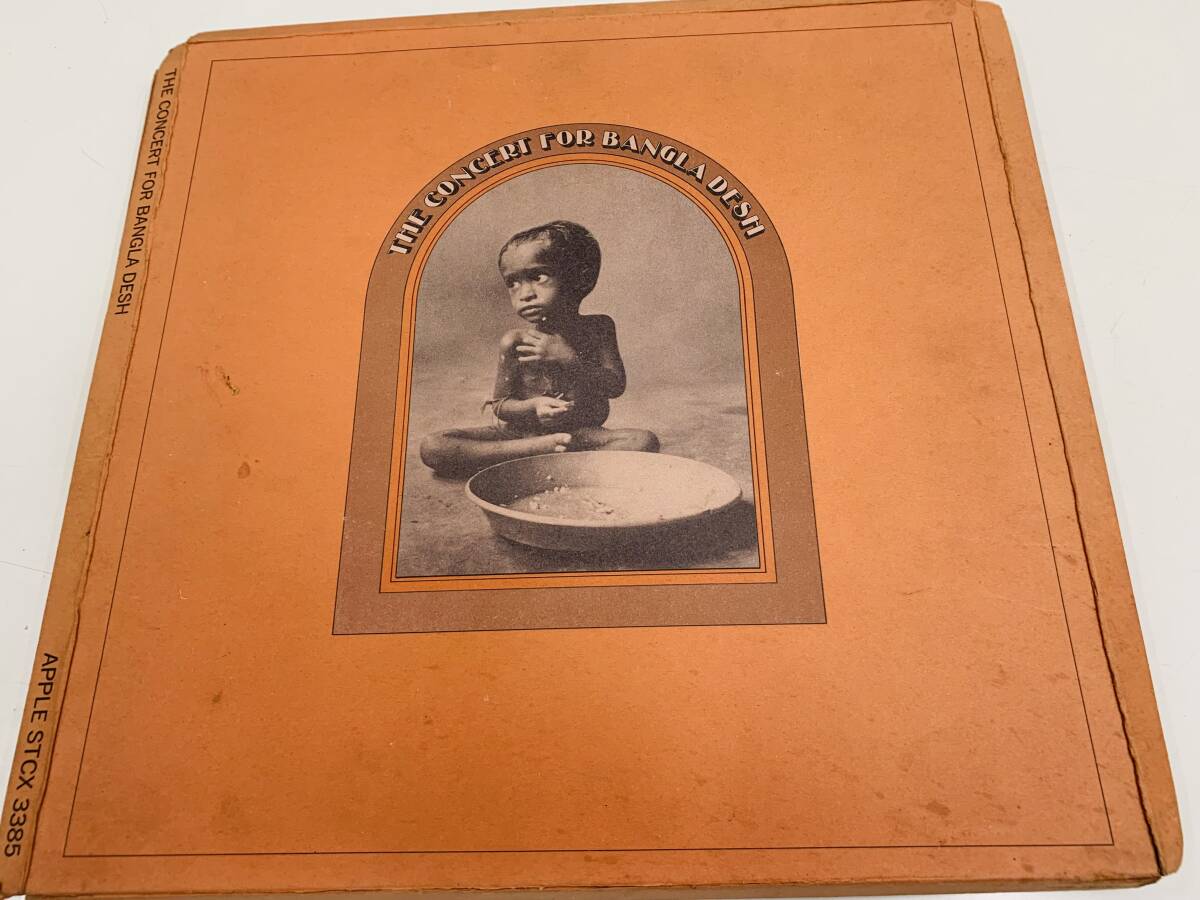 THE CONCERT FOR BANGLA DESH
THE CONCERT FOR BANGLA DESH
APPLE STCX 3385